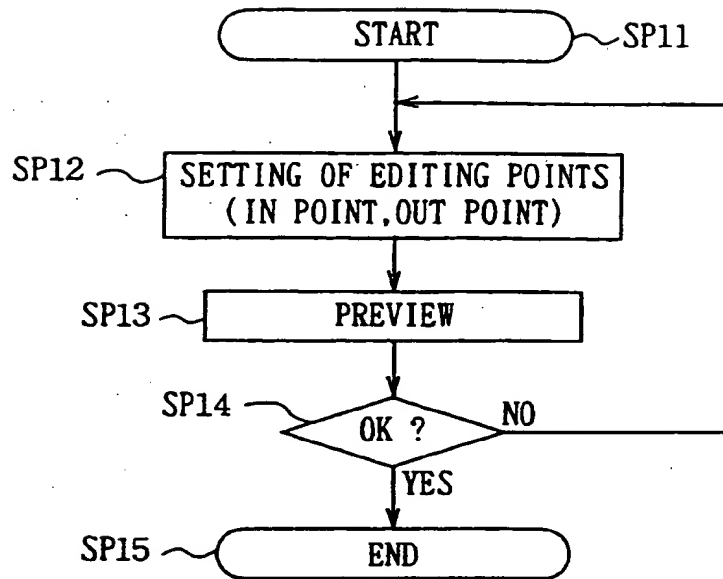 START
SP11
SP12
SETTING OF EDITING POINTS
(IN POINT, OUT POINT)
SP13
PREVIEW
SP14
OK ?
NO
YES
SP15
END